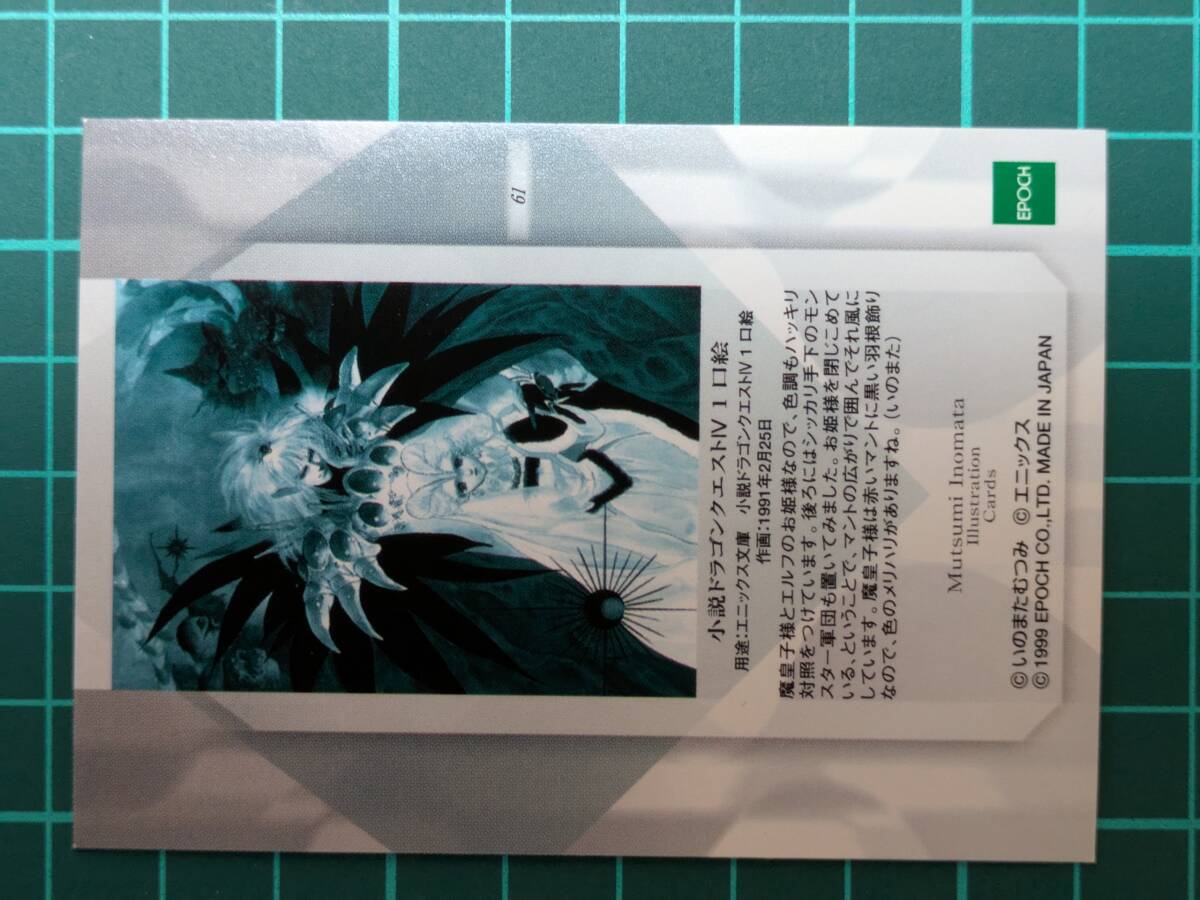 61
小説ドラゴンクエストⅣ 1 口絵
用途：エニックス文庫　小説ドラゴンクエストⅣ 1 口絵
作画：1991年2月25日
魔皇子様とエルフのお姫様なので、色調もハッキリ
対照をつけています。後ろにはシッカリ手下のモン
スター軍団も置いてみました。お姫様を閉じこめて
いる、ということで、マントの広がりで囲んでそれ風に
しています。魔皇子様は赤いマントに黒い羽根飾り
なので、色のメリハリがありますね。（いのまた）
Mutsumi Inomata
Illustration
Cards
©いのまたむつみ　©エニックス
© 1999 EPOCH CO.,LTD. MADE IN JAPAN
EPOCH